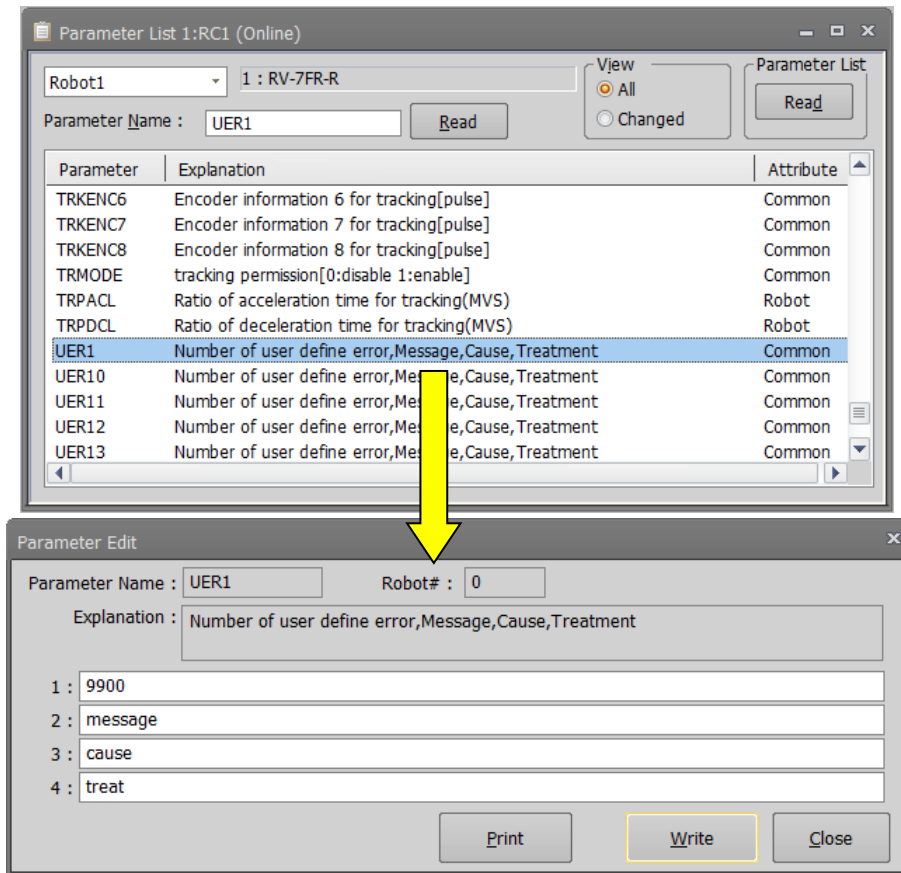 Parameter List 1:RC1 (Online)
Robot1 1 : RV-7FR-R
View
All
Changed
Parameter List
Read
Parameter Name : UER1 Read
Parameter Explanation Attribute
TRKENC6 Encoder information 6 for tracking[pulse] Common
TRKENC7 Encoder information 7 for tracking[pulse] Common
TRKENC8 Encoder information 8 for tracking[pulse] Common
TRMODE tracking permission[0:disable 1:enable] Common
TRPACL Ratio of acceleration time for tracking(MVS) Robot
TRPDCL Ratio of deceleration time for tracking(MVS) Robot
UER1 Number of user define error,Message,Cause,Treatment Common
UER10 Number of user define error,Me e,Cause,Treatment Common
UER11 Number of user define error,Me e,Cause,Treatment Common
UER12 Number of user define error,Me e,Cause,Treatment Common
UER13 Number of user define error,Me e,Cause,Treatment Common
Parameter Edit
Parameter Name : UER1 Robot# : 0
Explanation : Number of user define error,Message,Cause,Treatment
1 : 9900
2 : message
3 : cause
4 : treat
Print Write Close